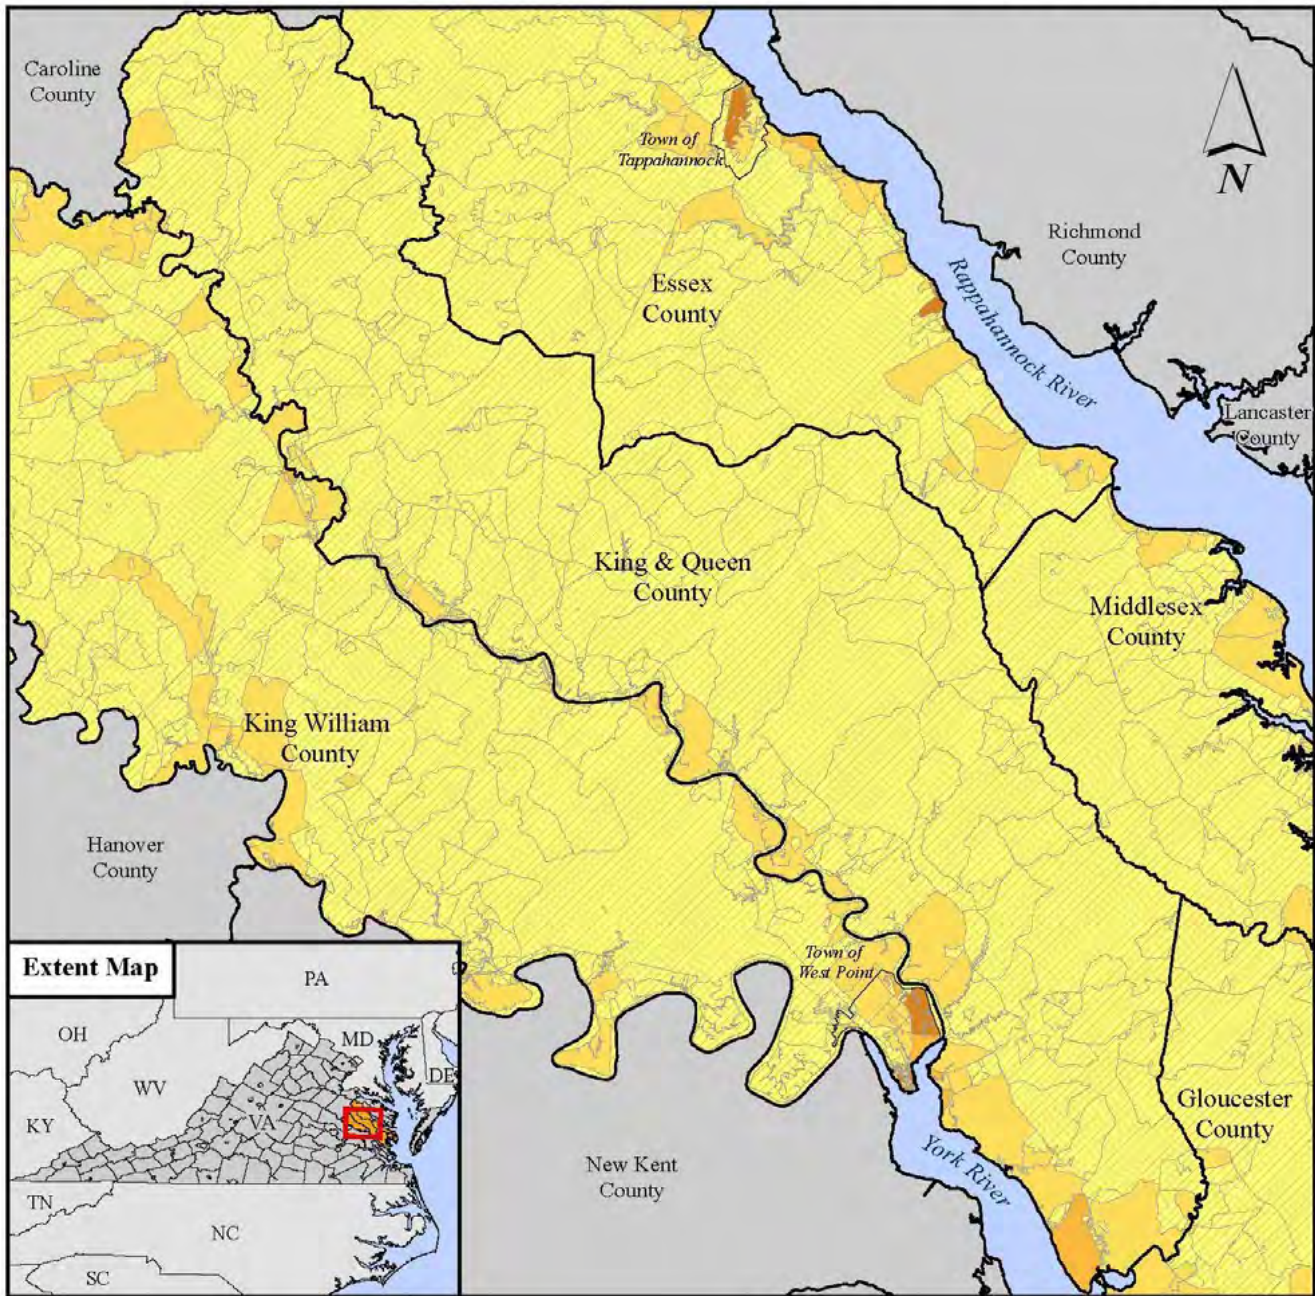 Caroline
County
Town of
Tappahannock
N
Richmond
County
Essex
County
Rappahannock River
Lancaster
County
King & Queen
County
Middlesex
County
King William
County
Hanover
County
Town of
West Point
Extent Map
PA
OH
MD
WV
DE
KY
VA
TN
NC
SC
New Kent
County
York River
Gloucester
County